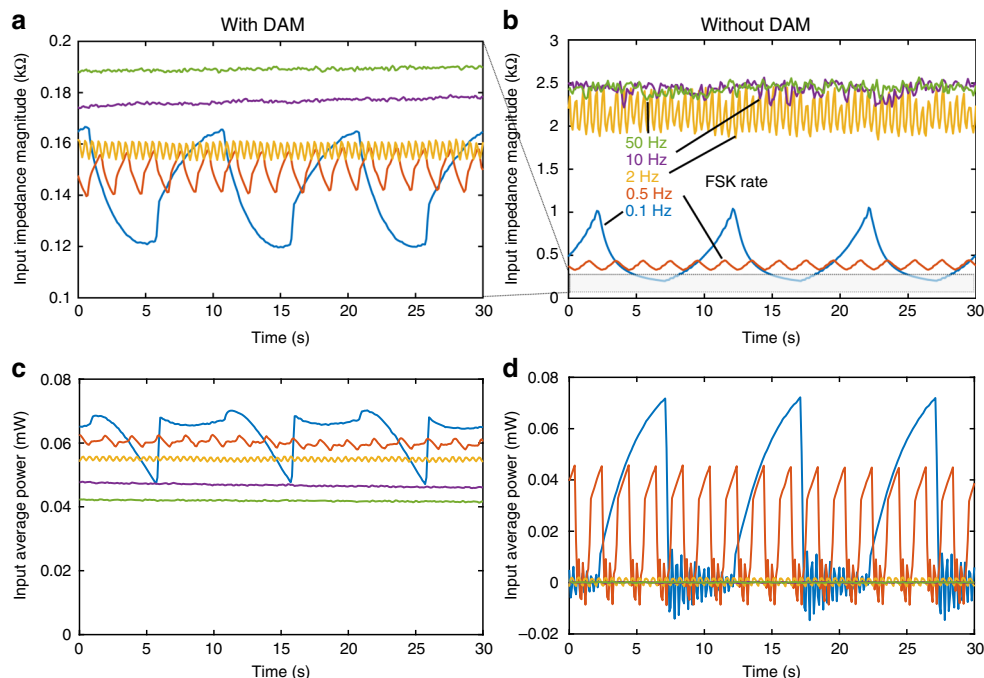 a
With DAM
Input impedance magnitude (kΩ)
0.2
0.18
0.16
0.14
0.12
0.1
0 5 10 15 20 25 30
Time (s)
b
Without DAM
Input impedance magnitude (kΩ)
3
2.5
2
1.5
1
0.5
0
50 Hz
10 Hz
2 Hz
0.5 Hz
0.1 Hz
FSK rate
0 5 10 15 20 25 30
Time (s)
c
Input average power (mW)
0.08
0.06
0.04
0.02
0
0 5 10 15 20 25 30
Time (s)
d
Input average power (mW)
0.08
0.06
0.04
0.02
0
−0.02
0 5 10 15 20 25 30
Time (s)